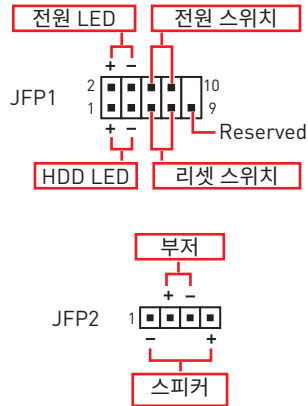 전원 LED 전원 스위치
+ − 
2 10
JFP1
1 9
+ − Reserved
HDD LED 리셋 스위치
부저
+ −
JFP2 1
− +
스피커